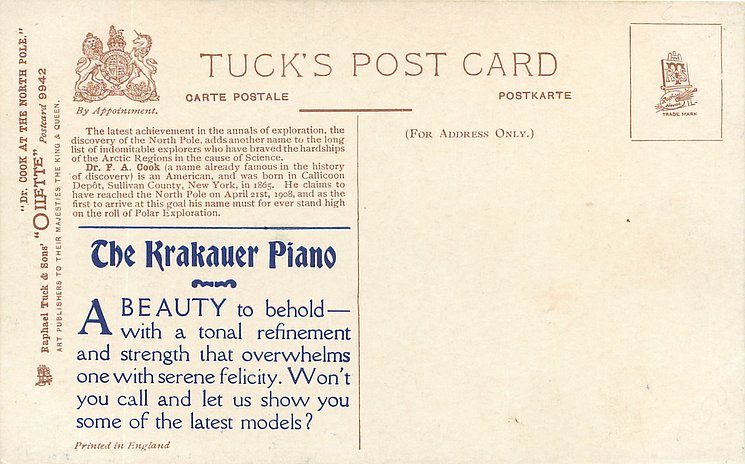 "Dr. COOK AT THE NORTH POLE."
Raphael Tuck & Sons' "OILETTE" Postcard 9942
ART PUBLISHERS TO THEIR MAJESTIES THE KING & QUEEN.
By Appointment.
TUCK'S POST CARD
CARTE POSTALE
POSTKARTE
TRADE MARK
(FOR ADDRESS ONLY.)
The latest achievement in the annals of exploration, the
discovery of the North Pole, adds another name to the long
list of indomitable explorers who have braved the hardships
of the Arctic Regions in the cause of Science.
Dr. F. A. Cook (a name already famous in the history
of discovery) is an American, and was born in Callicoon
Depôt, Sullivan County, New York, in 1865. He claims to
have reached the North Pole on April 21st, 1908, and as the
first to arrive at this goal his name must for ever stand high
on the roll of Polar Exploration.
The Krakauer Piano
A BEAUTY to behold—
with a tonal refinement
and strength that overwhelms
one with serene felicity. Won't
you call and let us show you
some of the latest models?
Printed in England